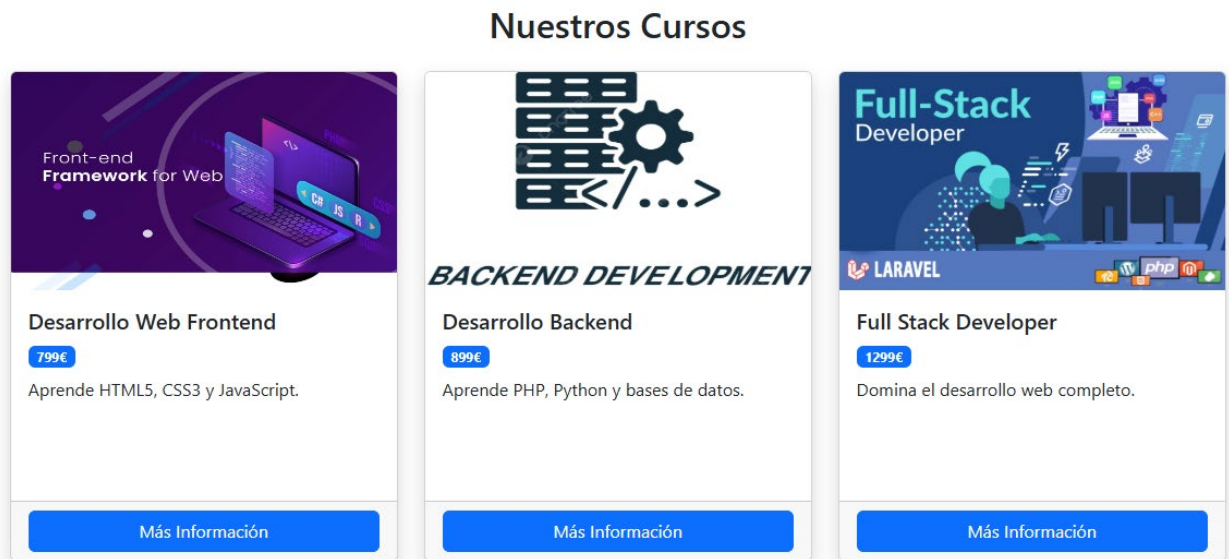 Nuestros Cursos
Front-end
Framework for Web
C# JS R
</...>
BACKEND DEVELOPMENT
Full-Stack
Developer
LARAVEL
php
Desarrollo Web Frontend
799€
Aprende HTML5, CSS3 y JavaScript.
Más Información
Desarrollo Backend
899€
Aprende PHP, Python y bases de datos.
Más Información
Full Stack Developer
1299€
Domina el desarrollo web completo.
Más Información